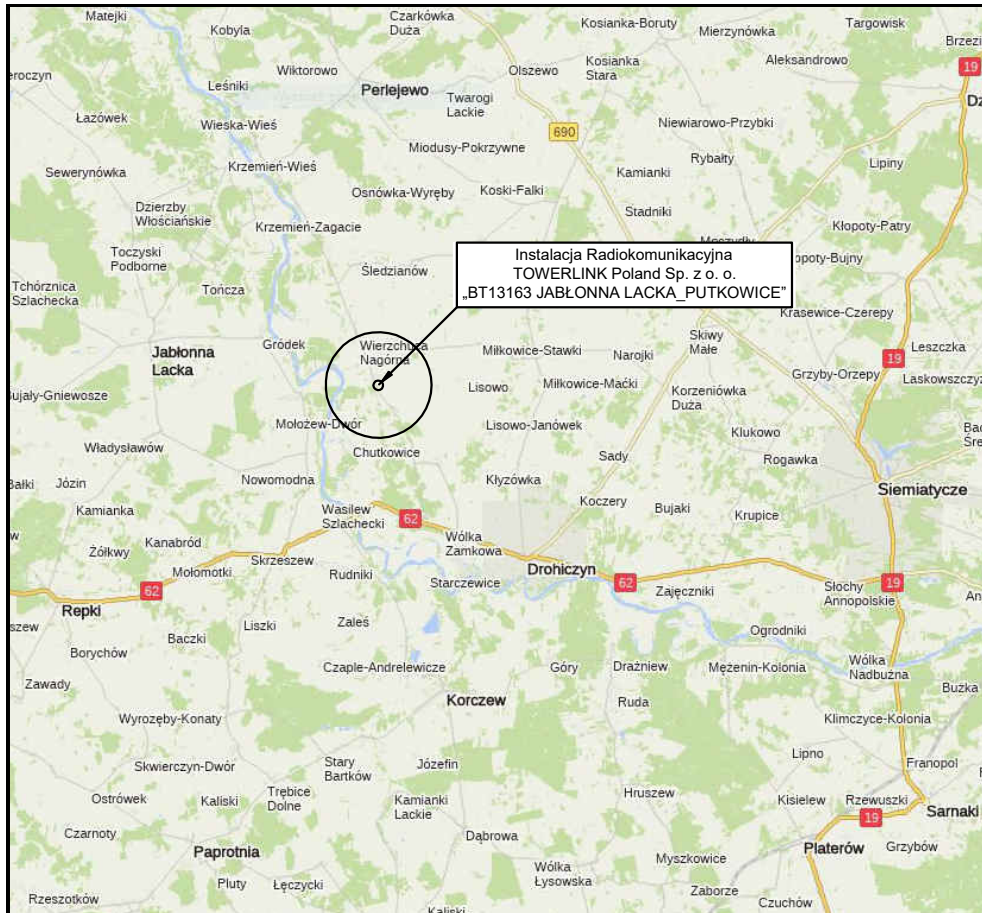 Matejki
Czarkówka
Duża
Kosianka-Boruty
Targowisk
Kobyla
Mierzynówka
Brzezi
Wiktorowo
Olszewo
Kosianka
Stara
Aleksandrowo
19
Leśniki
Perlejewo
Twarogi
Lackie
Łazówek
Wieska-Wieś
690
Niewiarowo-Przybki
Miodusy-Pokrzywne
Rybałty
Lipiny
Sewerynówka
Krzemień-Wieś
Kamianki
Osnówka-Wyręby
Koski-Falki
Dzierzby
Włościańskie
Stadniki
Krzemień-Zagacie
Kłopoty-Patry
Toczyski
Podborne
Instalacja Radiokomunikacyjna
TOWERLINK Poland Sp. z o. o.
„BT13163 JABŁONNA LACKA_PUTKOWICE”
Śledzianów
Tchórznica
Szlachecka
Tończa
Krasewice-Czerepy
Gródek
Wierzchuca
Nagórna
Miłkowice-Stawki
Narojki
Skiwy
Małe
Leszczka
Jabłonna
Lacka
19
Grzyby-Orzepy
Laskowszczyz
Lisowo
Miłkowice-Maćki
Korzeniówka
Duża
Mołożew-Dwór
Lisowo-Janówek
Klukowo
Władysławów
Chutkowice
Sady
Rogawka
Józin
Nowomodna
Kłyzówka
Siemiatycze
Kamianka
Wasilew
Szlachecki
62
Koczery
Bujaki
Krupice
Kanabród
Wólka
Zamkowa
Żółkwy
Skrzeszew
Mołomotki
Rudniki
Drohiczyn
62
Starczewice
Zajęczniki
Słochy
Annopolskie
19
62
Repki
Baczki
Liszki
Zaleś
Ogrodniki
Borychów
Czaple-Andrelewicze
Góry
Drażniew
Mężenin-Kolonia
Wólka
Nadbużna
Zawady
Korczew
Ruda
Bużka
Wyrozęby-Konaty
Klimczyce-Kolonia
Skwierczyn-Dwór
Stary
Bartków
Józefin
Lipno
Franopol
Ostrówek
Kaliski
Trębice
Dolne
Kamianki
Lackie
Hruszew
Kisielew
Rzewuszki
Sarnaki
Czarnoty
Dąbrowa
19
Paprotnia
Platerów
Grzybów
Myszkowice
Pluty
Łęczycki
Wólka
Łysowska
Rzeszotków
Zaborze
Czuchów